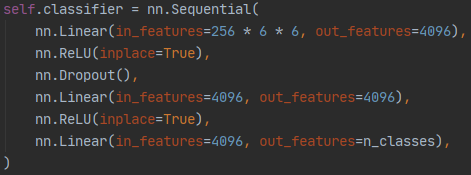 self.classifier = nn.Sequential(
    nn.Linear(in_features=256 * 6 * 6, out_features=4096),
    nn.ReLU(inplace=True),
    nn.Dropout(),
    nn.Linear(in_features=4096, out_features=4096),
    nn.ReLU(inplace=True),
    nn.Linear(in_features=4096, out_features=n_classes),
)